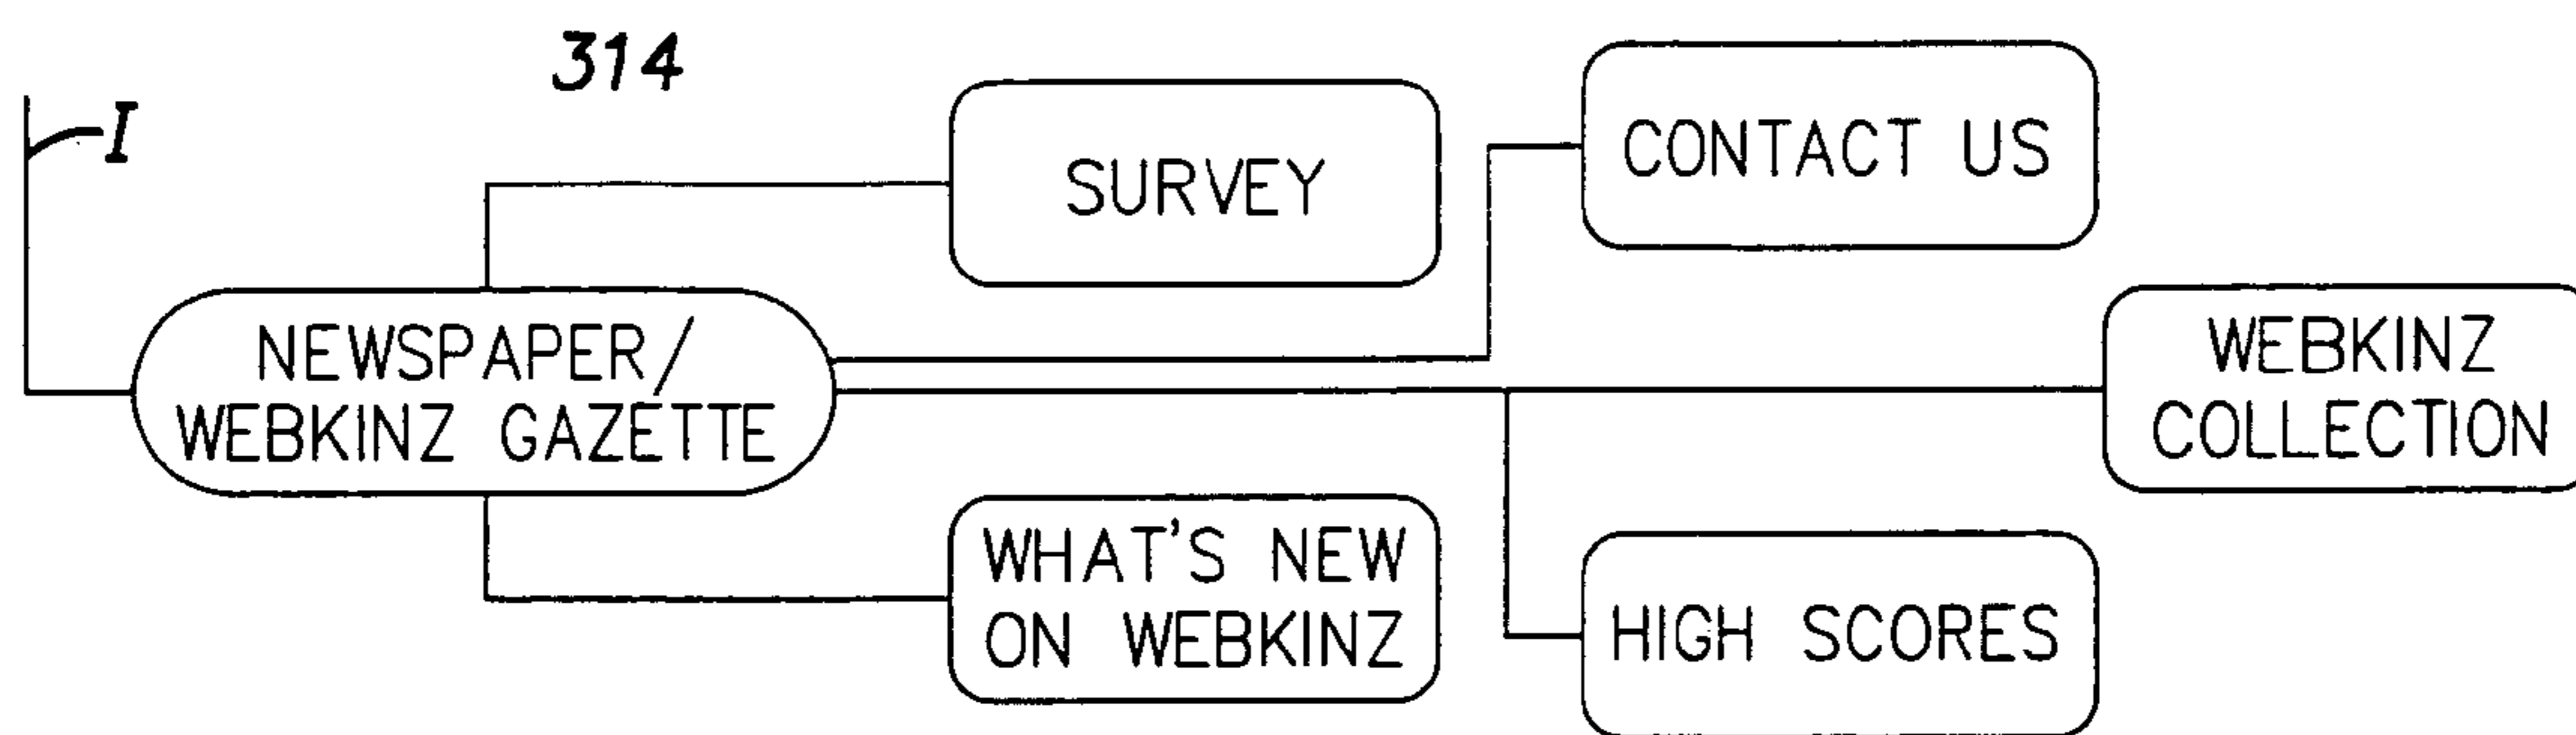 314
I
SURVEY
CONTACT US
NEWSPAPER/
WEBKINZ GAZETTE
WEBKINZ
COLLECTION
WHAT'S NEW
ON WEBKINZ
HIGH SCORES